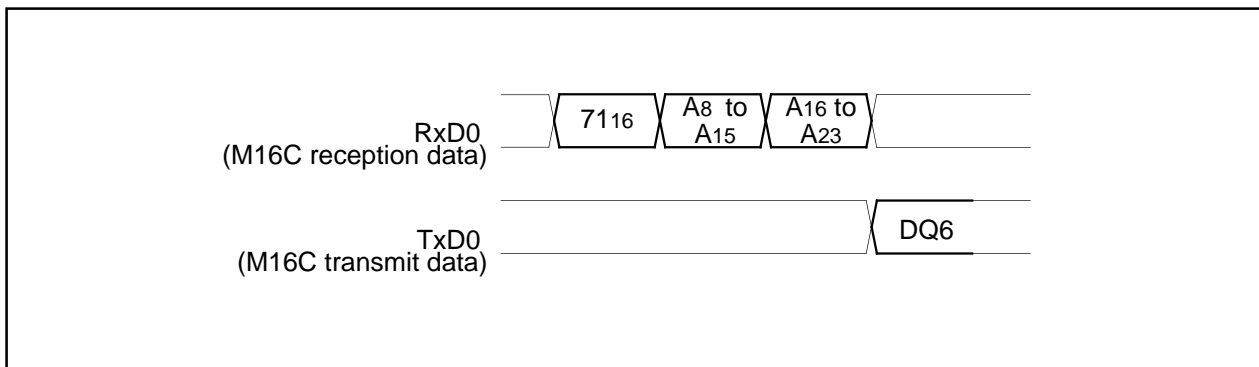 RxD0
(M16C reception data)
7116
A8 to
A15
A16 to
A23
TxD0
(M16C transmit data)
DQ6